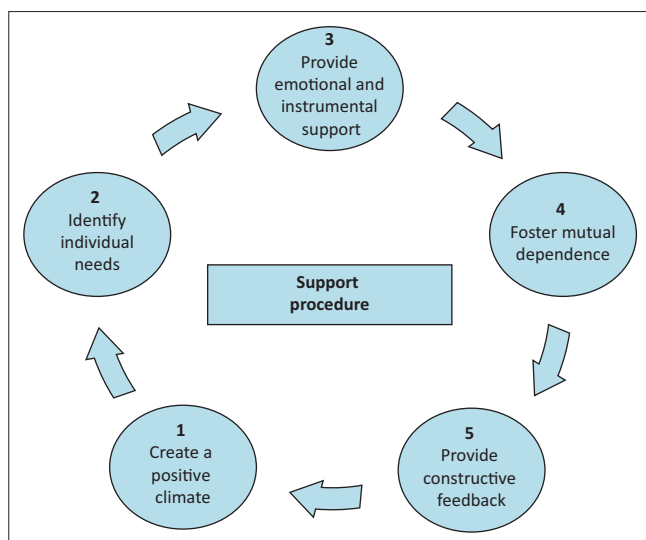 3
Provide
emotional and
instrumental
support
2
Identify
individual
needs
4
Foster mutual
dependence
Support
procedure
1
Create a
positive
climate
5
Provide
constructive
feedback